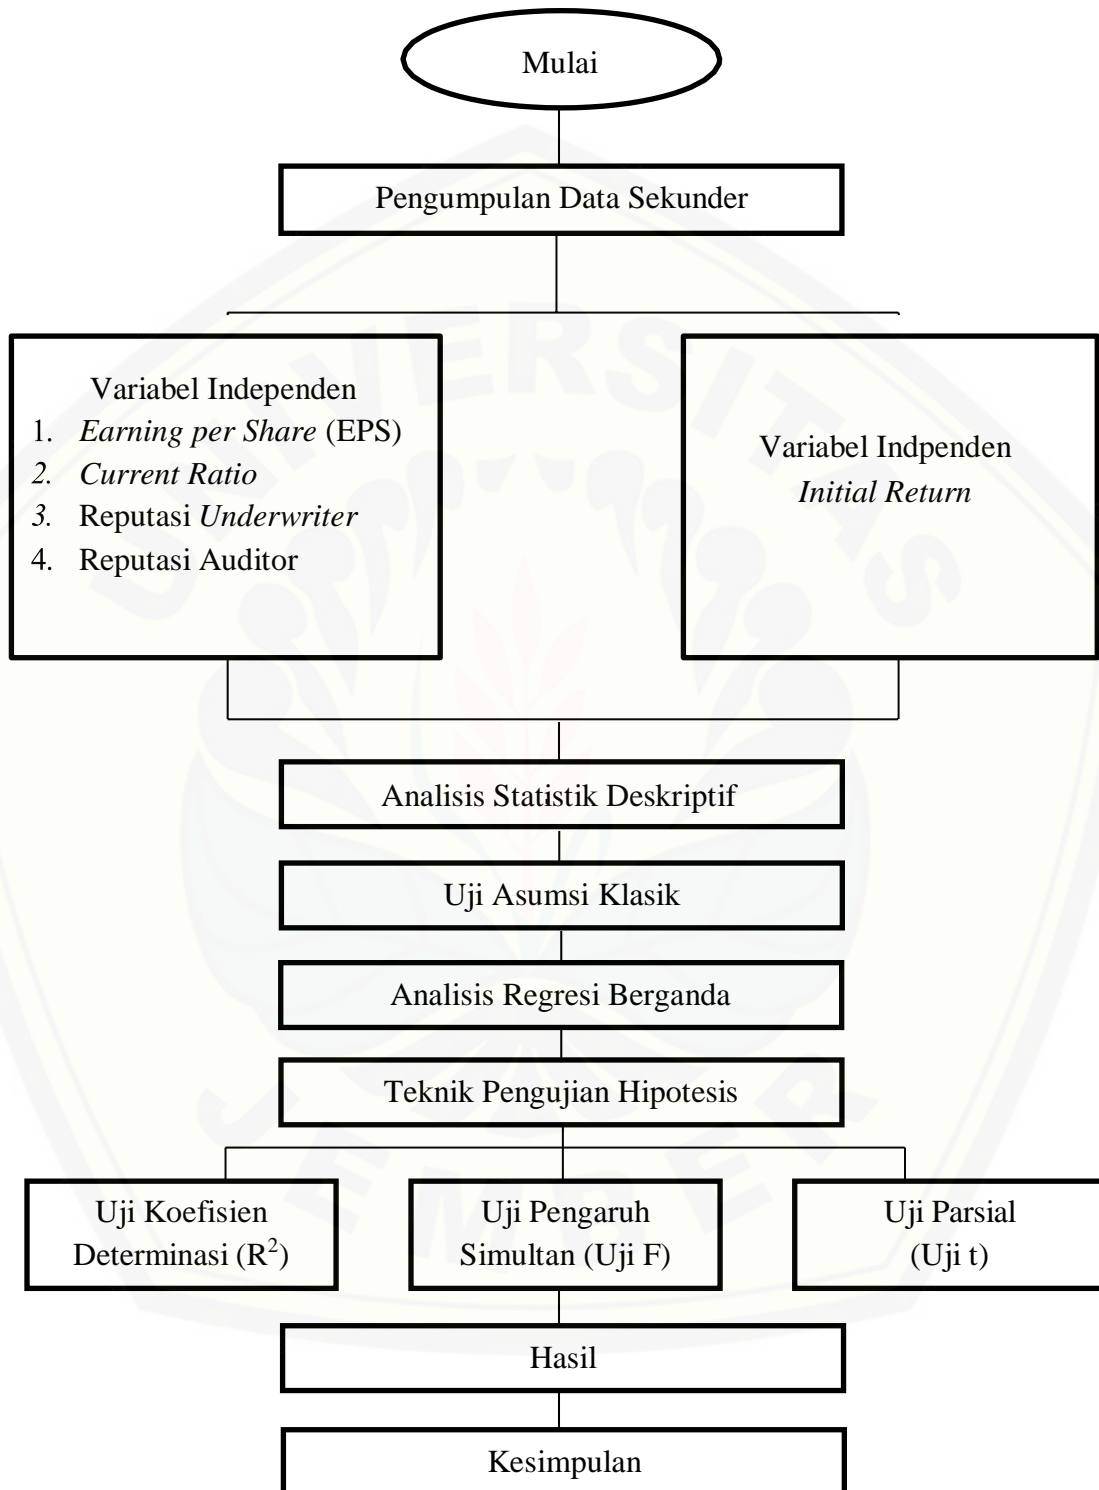 Mulai
Pengumpulan Data Sekunder
Variabel Independen
1. Earning per Share (EPS)
2. Current Ratio
3. Reputasi Underwriter
4. Reputasi Auditor
Variabel Indpenden
Initial Return
Analisis Statistik Deskriptif
Uji Asumsi Klasik
Analisis Regresi Berganda
Teknik Pengujian Hipotesis
Uji Koefisien
Determinasi (R²)
Uji Pengaruh
Simultan (Uji F)
Uji Parsial
(Uji t)
Hasil
Kesimpulan
UNIVERSITAS
JEMBER